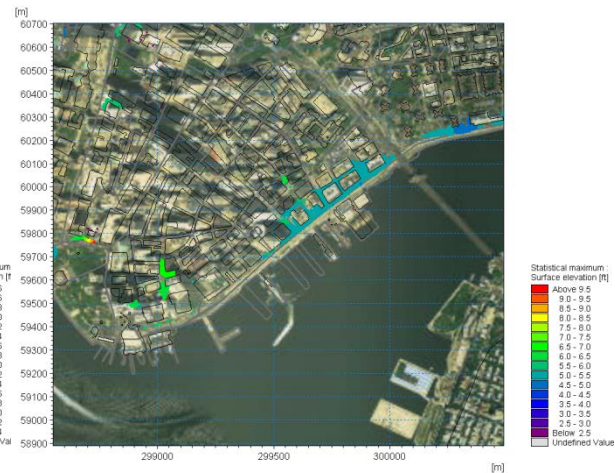 [m]
60700
60600
60500
60400
60300
60200
60100
60000
59900
59800
59700
59600
59500
59400
59300
59200
59100
59000
58900
299000
299500
300000
[m]
Statistical maximum :
Surface elevation [ft]
Above 9.5
9.0 - 9.5
8.5 - 9.0
8.0 - 8.5
7.5 - 8.0
7.0 - 7.5
6.5 - 7.0
6.0 - 6.5
5.5 - 6.0
5.0 - 5.5
4.5 - 5.0
4.0 - 4.5
3.5 - 4.0
3.0 - 3.5
2.5 - 3.0
Below 2.5
Undefined Value